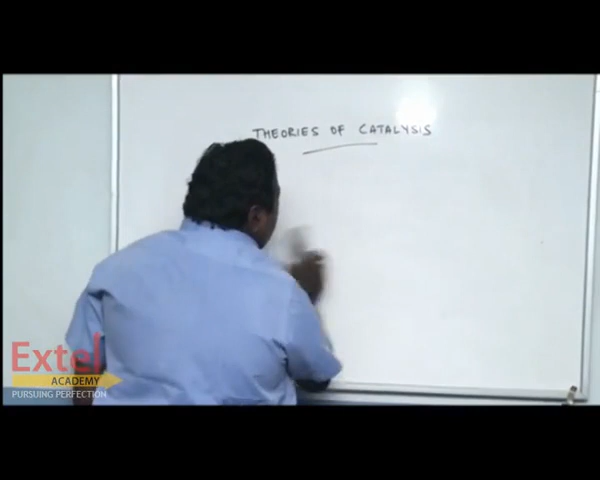 THEORIES OF CATALYSIS
Extel
ACADEMY
PURSUING PERFECTION